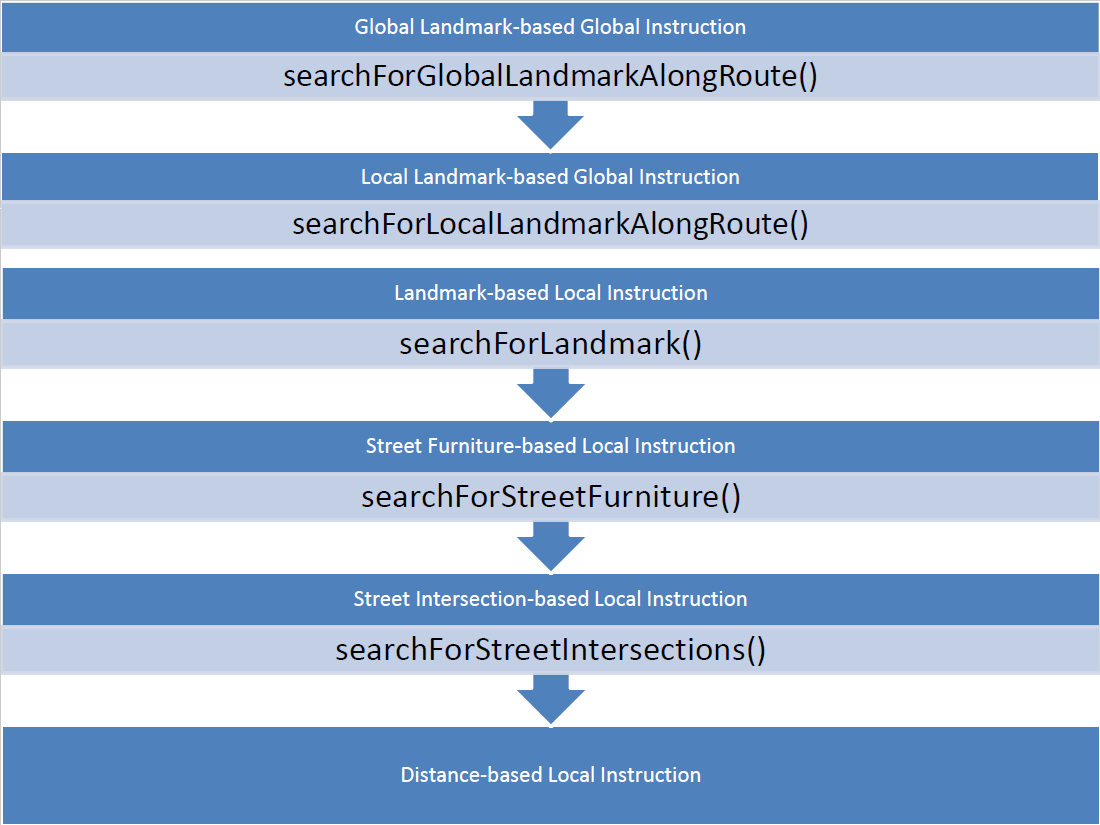 Global Landmark-based Global Instruction
searchForGlobalLandmarkAlongRoute()
Local Landmark-based Global Instruction
searchForLocalLandmarkAlongRoute()
Landmark-based Local Instruction
searchForLandmark()
Street Furniture-based Local Instruction
searchForStreetFurniture()
Street Intersection-based Local Instruction
searchForStreetIntersections()
Distance-based Local Instruction